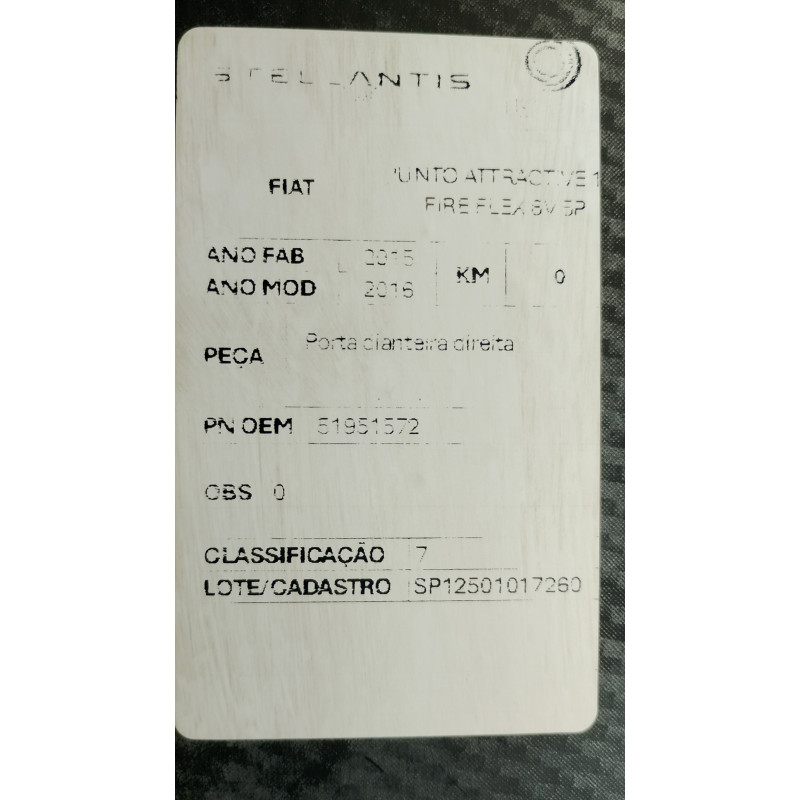 STELLANTIS
FIAT
PUNTO ATTRACTIVE 1
FIRE FLEX 8V 5P
ANO FAB 2015
ANO MOD 2016
KM 0
PEÇA Porta dianteira direita
PN OEM 51951572
OBS 0
CLASSIFICAÇÃO 7
LOTE/CADASTRO SP12501017260